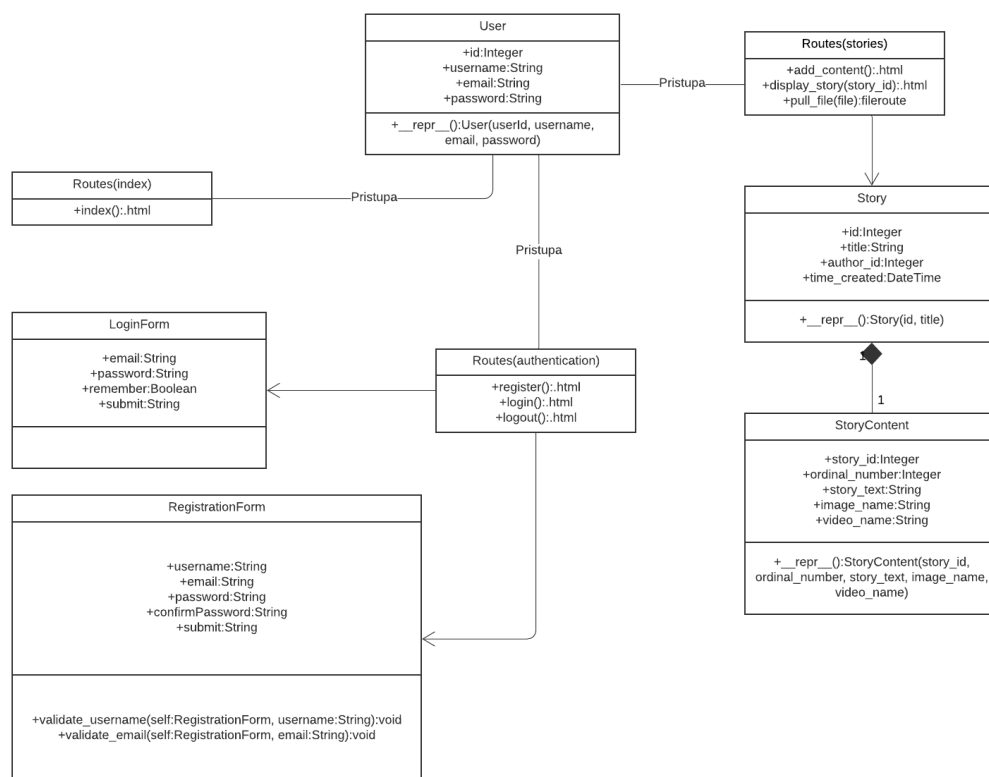 User
+id:Integer
+username:String
+email:String
+password:String
+__repr__():User(userId, username,
email, password)
Pristupa
Routes(stories)
+add_content():.html
+display_story(story_id):.html
+pull_file(file):fileroute
Routes(index)
+index():.html
Pristupa
Pristupa
Story
+id:Integer
+title:String
+author_id:Integer
+time_created:DateTime
+__repr__():Story(id, title)
1
1
LoginForm
+email:String
+password:String
+remember:Boolean
+submit:String
Routes(authentication)
+register():.html
+login():.html
+logout():.html
StoryContent
+story_id:Integer
+ordinal_number:Integer
+story_text:String
+image_name:String
+video_name:String
+__repr__():StoryContent(story_id,
ordinal_number, story_text, image_name,
video_name)
RegistrationForm
+username:String
+email:String
+password:String
+confirmPassword:String
+submit:String
+validate_username(self:RegistrationForm, username:String):void
+validate_email(self:RegistrationForm, email:String):void